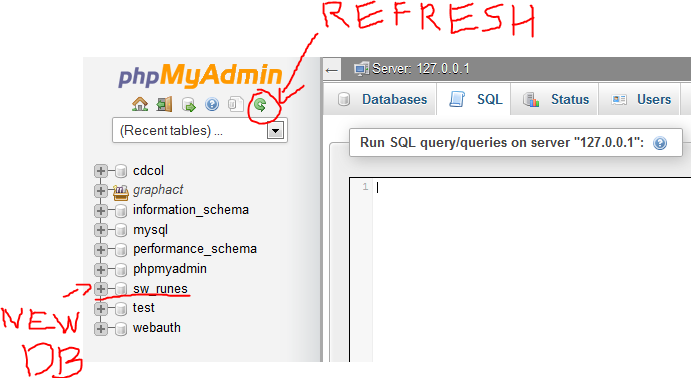 REFRESH
phpMyAdmin
Server: 127.0.0.1
Databases SQL Status Users
(Recent tables) ...
Run SQL query/queries on server "127.0.0.1":
1
cdcol
graphact
information_schema
mysql
performance_schema
phpmyadmin
sw_runes
test
webauth
NEW
DB